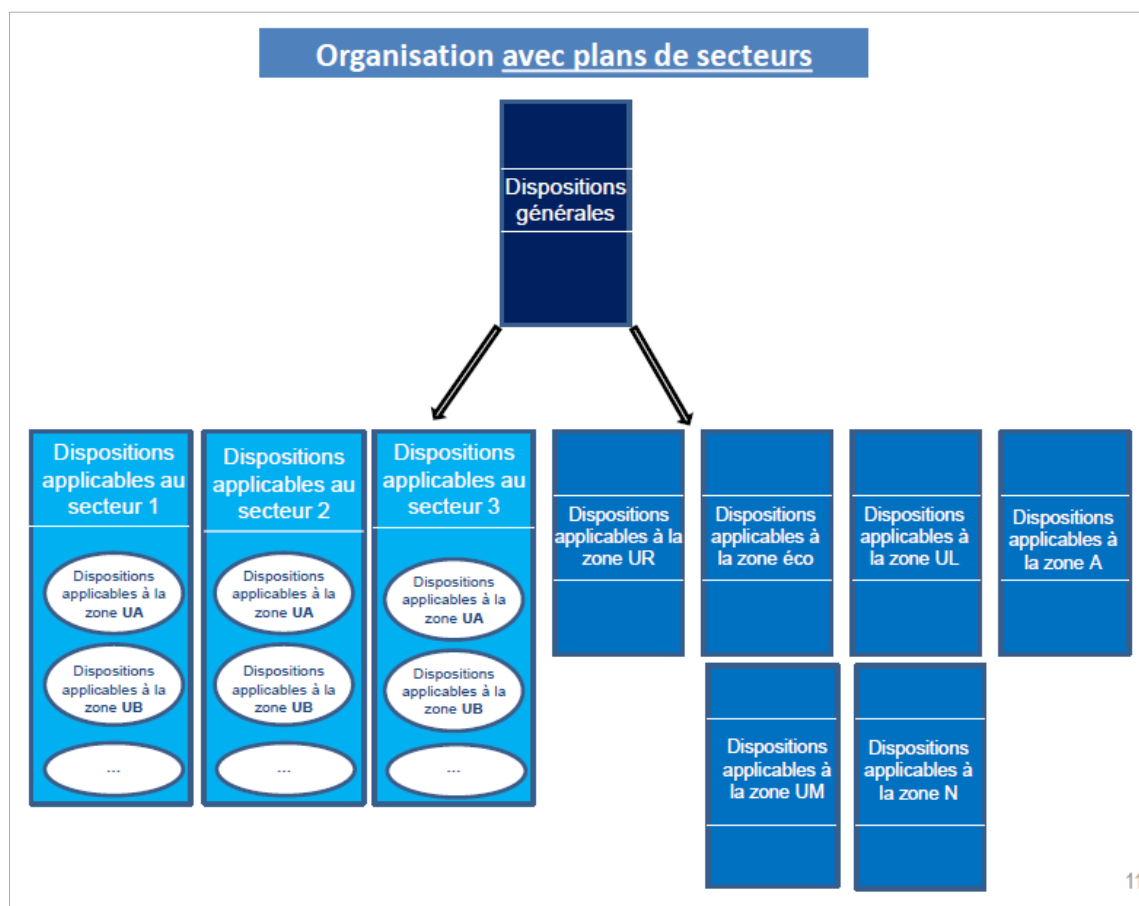 Organisation avec plans de secteurs
Dispositions
générales
Dispositions
applicables au
secteur 1
Dispositions
applicables à la
zone UA
Dispositions
applicables à la
zone UB
...
Dispositions
applicables au
secteur 2
Dispositions
applicables à la
zone UA
Dispositions
applicables à la
zone UB
...
Dispositions
applicables au
secteur 3
Dispositions
applicables à la
zone UA
Dispositions
applicables à la
zone UB
...
Dispositions
applicables à la
zone UR
Dispositions
applicables à
la zone éco
Dispositions
applicables à
la zone UL
Dispositions
applicables à
la zone A
Dispositions
applicables à
la zone UM
Dispositions
applicables à
la zone N
11